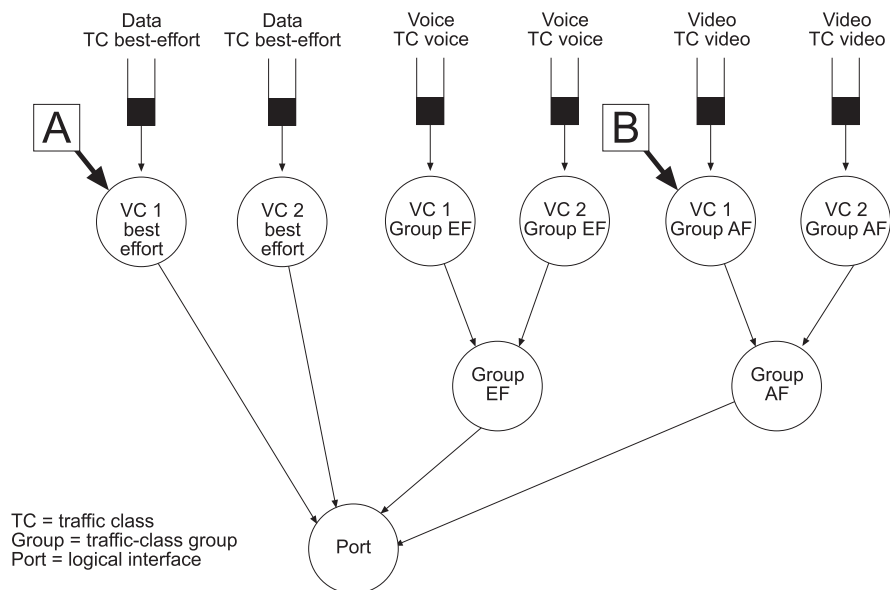 Data
TC best-effort
Data
TC best-effort
Voice
TC voice
Voice
TC voice
Video
TC video
Video
TC video
A
B
VC 1
best
effort
VC 2
best
effort
VC 1
Group EF
VC 2
Group EF
VC 1
Group AF
VC 2
Group AF
Group
EF
Group
AF
Port
TC = traffic class
Group = traffic-class group
Port = logical interface